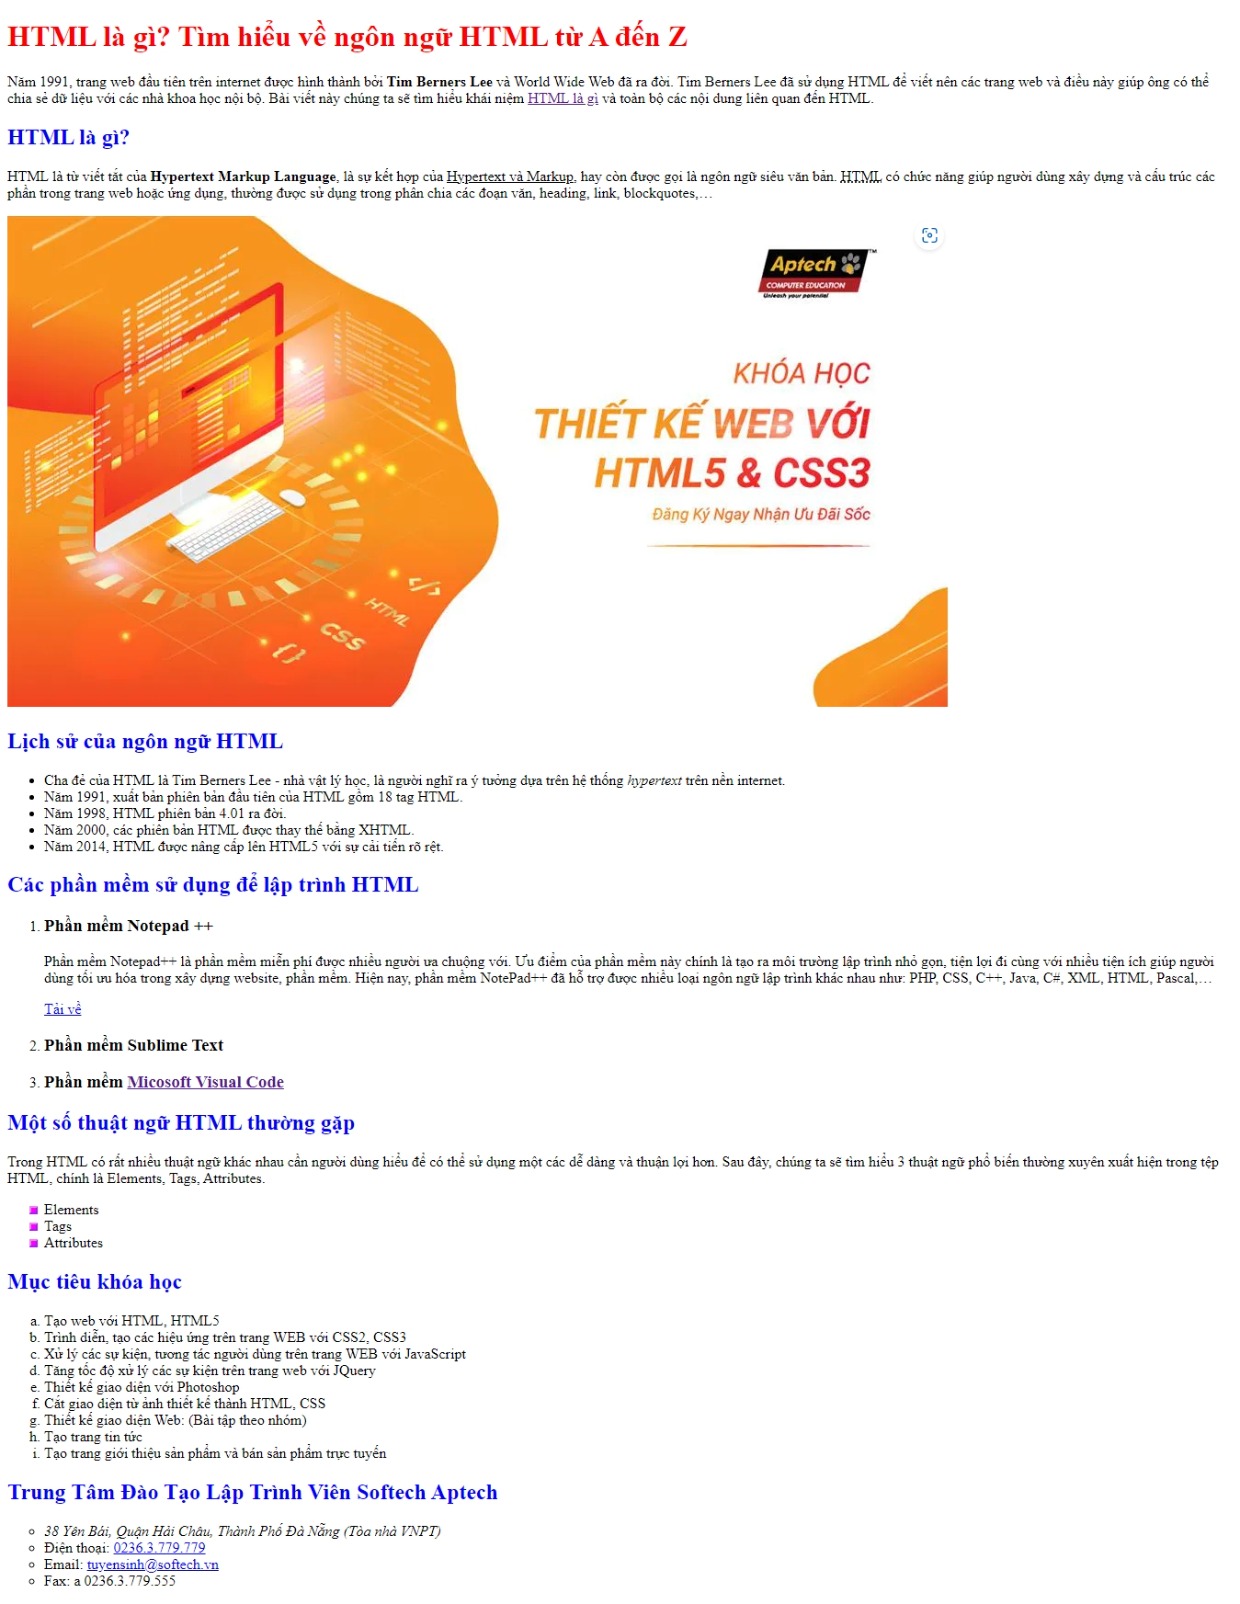 HTML là gì? Tìm hiểu về ngôn ngữ HTML từ A đến Z
Năm 1991, trang web đầu tiên trên internet được hình thành bởi Tim Berners Lee và World Wide Web đã ra đời. Tim Berners Lee đã sử dụng HTML để viết nên các trang web và điều này giúp ông có thể
chia sẻ dữ liệu với các nhà khoa học nội bộ. Bài viết này chúng ta sẽ tìm hiểu khái niệm HTML là gì và toàn bộ các nội dung liên quan đến HTML.
HTML là gì?
HTML là từ viết tắt của Hypertext Markup Language, là sự kết hợp của Hypertext và Markup, hay còn được gọi là ngôn ngữ siêu văn bản. HTML có chức năng giúp người dùng xây dựng và cấu trúc các
phần trong trang web hoặc ứng dụng, thường được sử dụng trong phân chia các đoạn văn, heading, link, blockquotes,…
Aptech ™
COMPUTER EDUCATION
Unleash your potential
KHÓA HỌC
THIẾT KẾ WEB VỚI
HTML5 & CSS3
Đăng Ký Ngay Nhận Ưu Đãi Sốc
</>
HTML
CSS
{}
Lịch sử của ngôn ngữ HTML
Cha đẻ của HTML là Tim Berners Lee - nhà vật lý học, là người nghĩ ra ý tưởng dựa trên hệ thống hypertext trên nền internet.
Năm 1991, xuất bản phiên bản đầu tiên của HTML gồm 18 tag HTML.
Năm 1998, HTML phiên bản 4.01 ra đời.
Năm 2000, các phiên bản HTML được thay thế bằng XHTML.
Năm 2014, HTML được nâng cấp lên HTML5 với sự cải tiến rõ rệt.
Các phần mềm sử dụng để lập trình HTML
1. Phần mềm Notepad ++
Phần mềm Notepad++ là phần mềm miễn phí được nhiều người ưa chuộng với. Ưu điểm của phần mềm này chính là tạo ra môi trường lập trình nhỏ gọn, tiện lợi đi cùng với nhiều tiện ích giúp người
dùng tối ưu hóa trong xây dựng website, phần mềm. Hiện nay, phần mềm NotePad++ đã hỗ trợ được nhiều loại ngôn ngữ lập trình khác nhau như: PHP, CSS, C++, Java, C#, XML, HTML, Pascal,…
Tải về
2. Phần mềm Sublime Text
3. Phần mềm Micosoft Visual Code
Một số thuật ngữ HTML thường gặp
Trong HTML có rất nhiều thuật ngữ khác nhau cần người dùng hiểu để có thể sử dụng một các dễ dàng và thuận lợi hơn. Sau đây, chúng ta sẽ tìm hiểu 3 thuật ngữ phổ biến thường xuyên xuất hiện trong tệp
HTML, chính là Elements, Tags, Attributes.
Elements
Tags
Attributes
Mục tiêu khóa học
a. Tạo web với HTML, HTML5
b. Trình diễn, tạo các hiệu ứng trên trang WEB với CSS2, CSS3
c. Xử lý các sự kiện, tương tác người dùng trên trang WEB với JavaScript
d. Tăng tốc độ xử lý các sự kiện trên trang web với JQuery
e. Thiết kế giao diện với Photoshop
f. Cắt giao diện từ ảnh thiết kế thành HTML, CSS
g. Thiết kế giao diện Web: (Bài tập theo nhóm)
h. Tạo trang tin tức
i. Tạo trang giới thiệu sản phẩm và bán sản phẩm trực tuyến
Trung Tâm Đào Tạo Lập Trình Viên Softech Aptech
38 Yên Bái, Quận Hải Châu, Thành Phố Đà Nẵng (Tòa nhà VNPT)
Điện thoại: 0236.3.779.779
Email: tuyensinh@softech.vn
Fax: a 0236.3.779.555